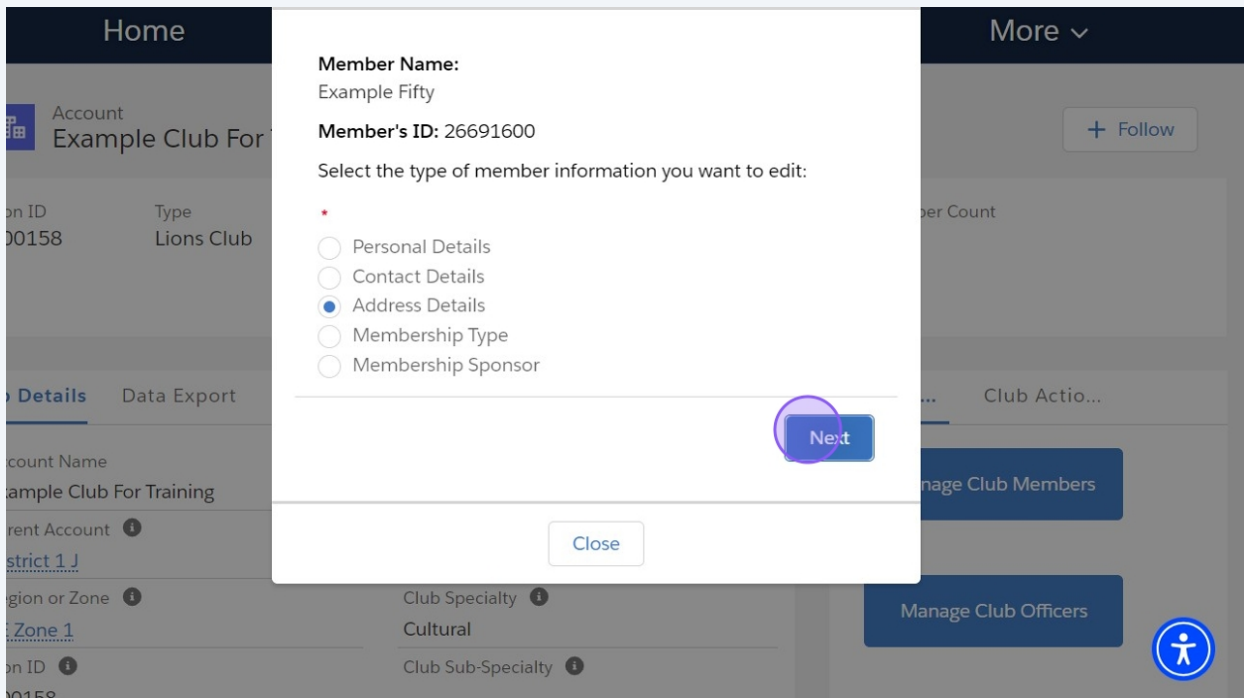 Home
More
Account
Example Club For
+ Follow
on ID
00158
Type
Lions Club
ber Count
Member Name:
Example Fifty
Member's ID: 26691600
Select the type of member information you want to edit:
*
Personal Details
Contact Details
Address Details
Membership Type
Membership Sponsor
Next
Close
Details
Data Export
... Club Actio...
ccount Name
ample Club For Training
rent Account
strict 1 J
egion or Zone
Zone 1
on ID
00158
Club Specialty
Cultural
Club Sub-Specialty
nage Club Members
Manage Club Officers